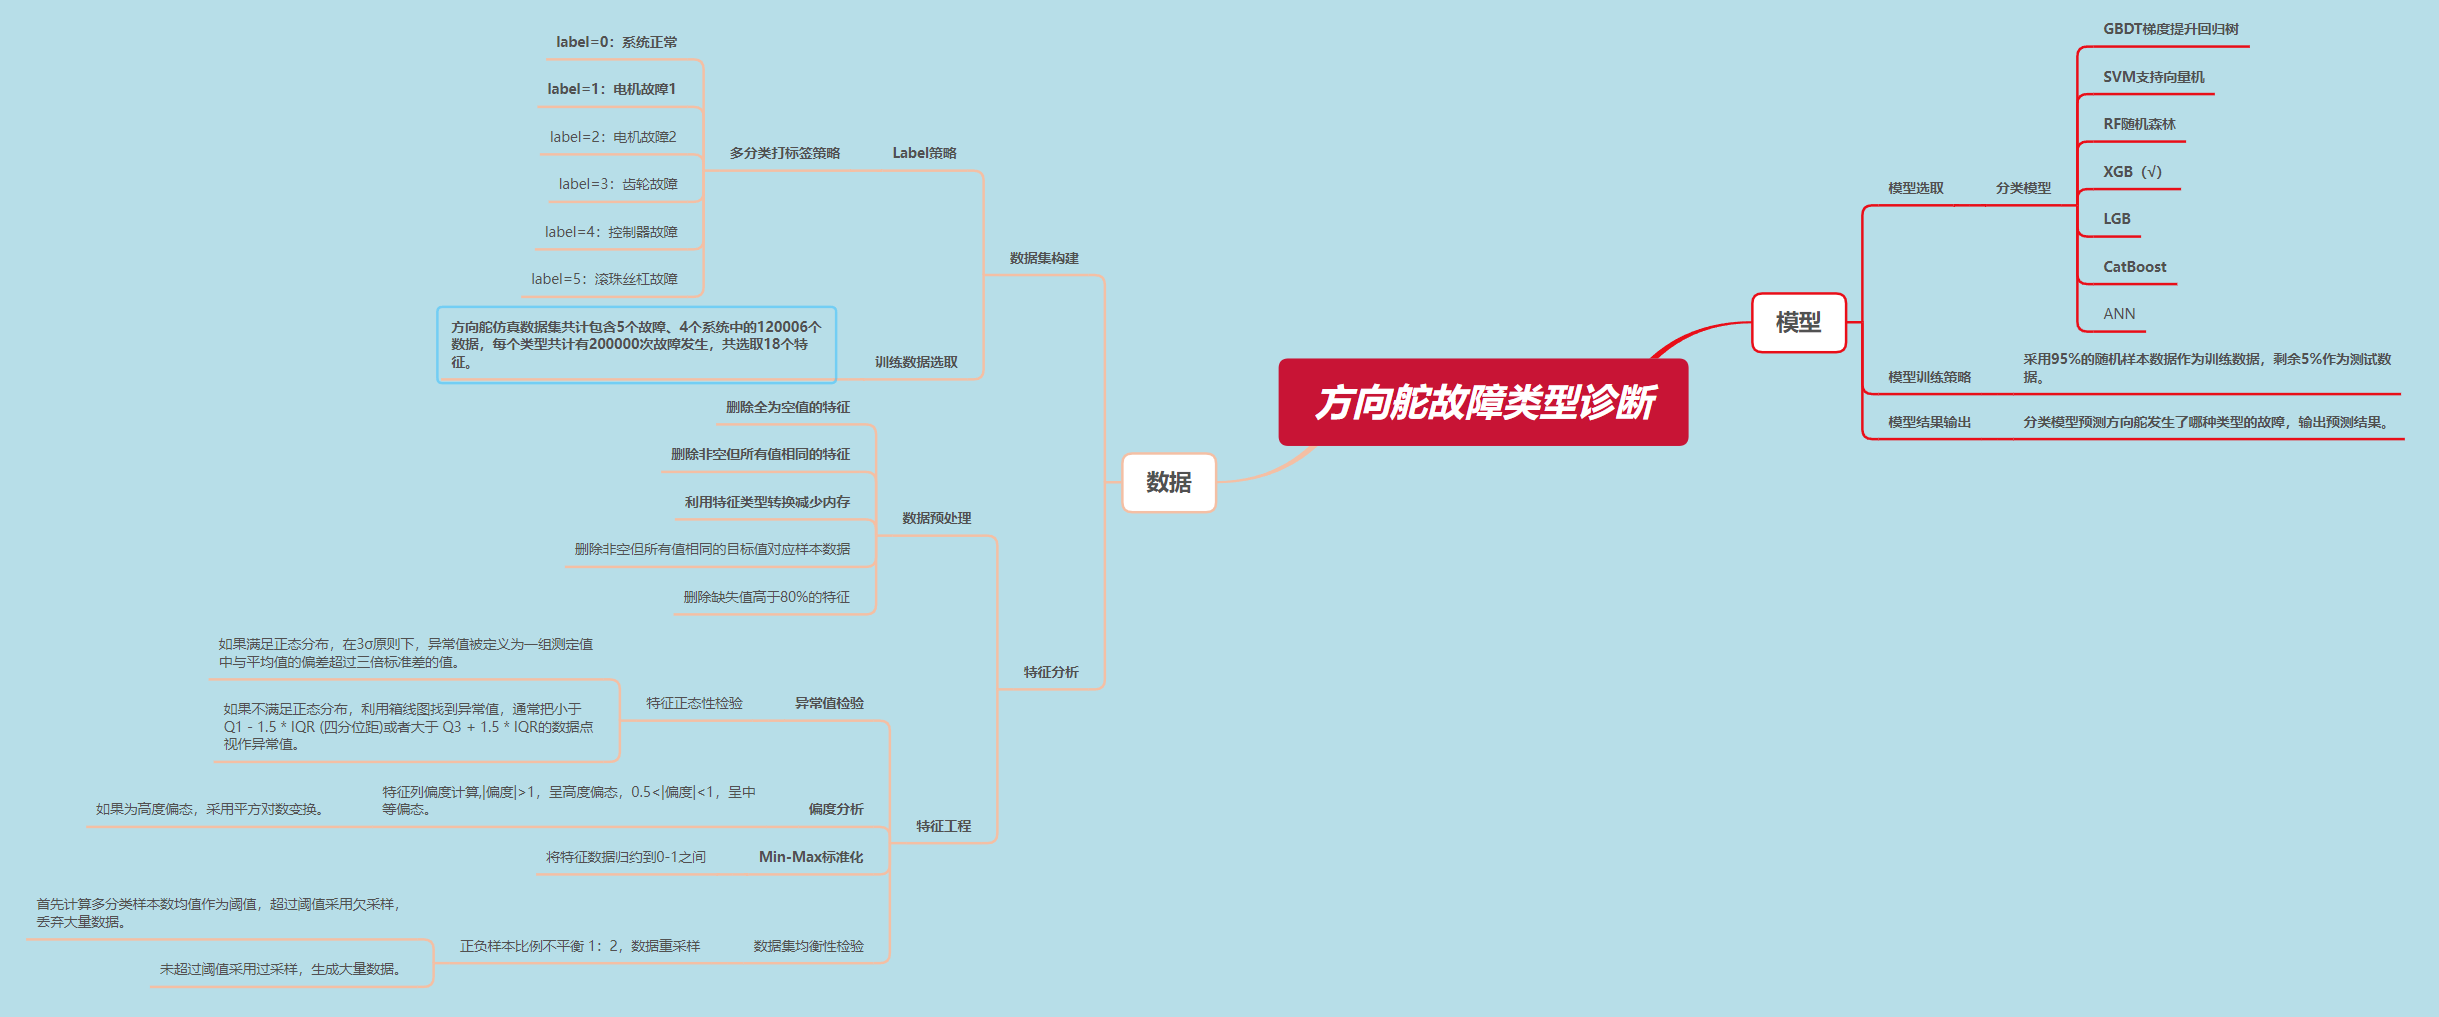 方向舵故障类型诊断
模型
模型选取
分类模型
GBDT梯度提升回归树
SVM支持向量机
RF随机森林
XGB（√）
LGB
CatBoost
ANN
模型训练策略
采用95%的随机样本数据作为训练数据，剩余5%作为测试数
据。
模型结果输出
分类模型预测方向舵发生了哪种类型的故障，输出预测结果。
数据
数据集构建
Label策略
多分类打标签策略
label=0：系统正常
label=1：电机故障1
label=2：电机故障2
label=3：齿轮故障
label=4：控制器故障
label=5：滚珠丝杠故障
训练数据选取
方向舵仿真数据集共计包含5个故障、4个系统中的120006个
数据，每个类型共计有200000次故障发生，共选取18个特
征。
特征分析
数据预处理
删除全为空值的特征
删除非空但所有值相同的特征
利用特征类型转换减少内存
删除非空但所有值相同的目标值对应样本数据
删除缺失值高于80%的特征
特征工程
异常值检验
特征正态性检验
如果满足正态分布，在3σ原则下，异常值被定义为一组测定值
中与平均值的偏差超过三倍标准差的值。
如果不满足正态分布，利用箱线图找到异常值，通常把小于
Q1 - 1.5 * IQR (四分位距)或者大于 Q3 + 1.5 * IQR的数据点
视作异常值。
偏度分析
特征列偏度计算,|偏度|>1，呈高度偏态，0.5<|偏度|<1，呈中
等偏态。
如果为高度偏态，采用平方对数变换。
Min-Max标准化
将特征数据归约到0-1之间
数据集均衡性检验
正负样本比例不平衡 1：2，数据重采样
首先计算多分类样本数均值作为阈值，超过阈值采用欠采样，
丢弃大量数据。
未超过阈值采用过采样，生成大量数据。